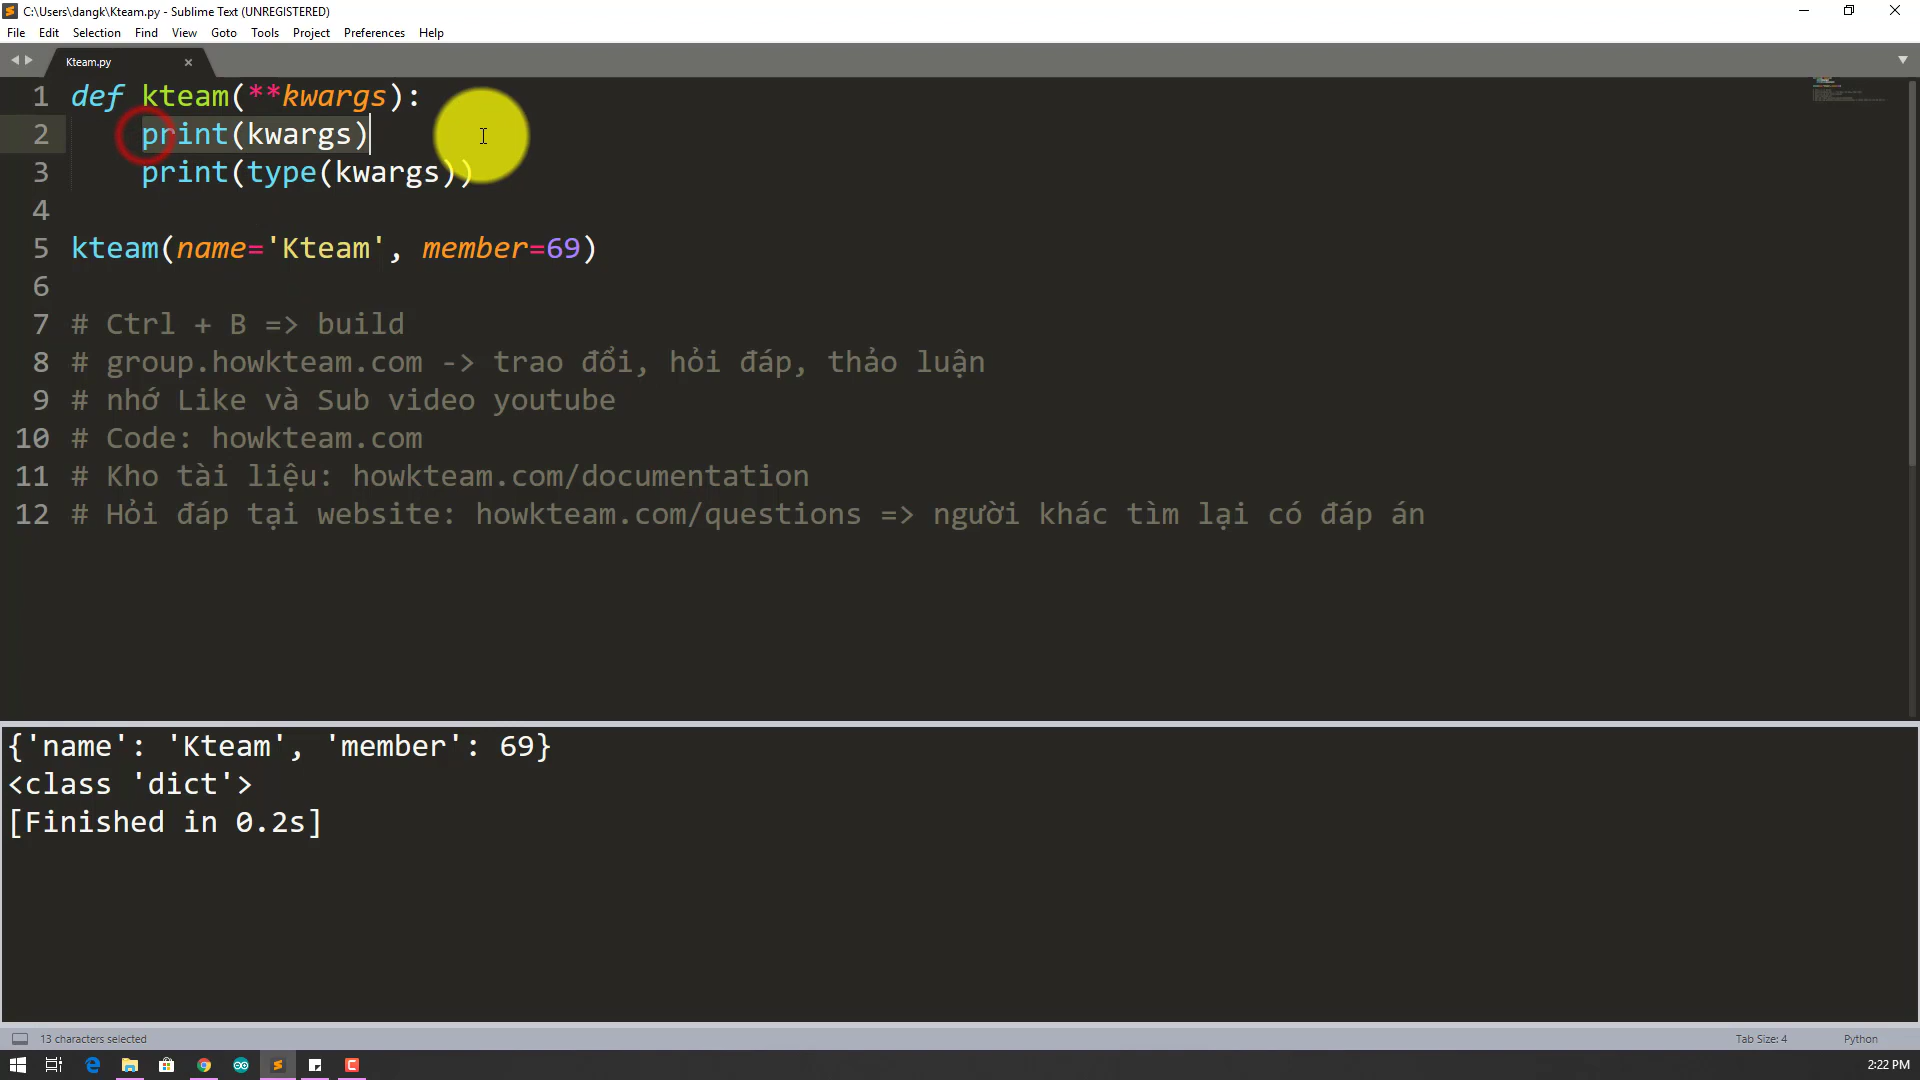 C:\Users\dangk\Kteam.py - Sublime Text (UNREGISTERED)
File Edit Selection Find View Goto Tools Project Preferences Help
Kteam.py
1 def kteam(**kwargs):
2 print(kwargs)
3 print(type(kwargs))
4
5 kteam(name='Kteam', member=69)
6
7 # Ctrl + B => build
8 # group.howkteam.com -> trao đổi, hỏi đáp, thảo luận
9 # nhớ Like và Sub video youtube
10 # Code: howkteam.com
11 # Kho tài liệu: howkteam.com/documentation
12 # Hỏi đáp tại website: howkteam.com/questions => người khác tìm lại có đáp án
{'name': 'Kteam', 'member': 69}
<class 'dict'>
[Finished in 0.2s]
13 characters selected
Tab Size: 4
Python
2:22 PM